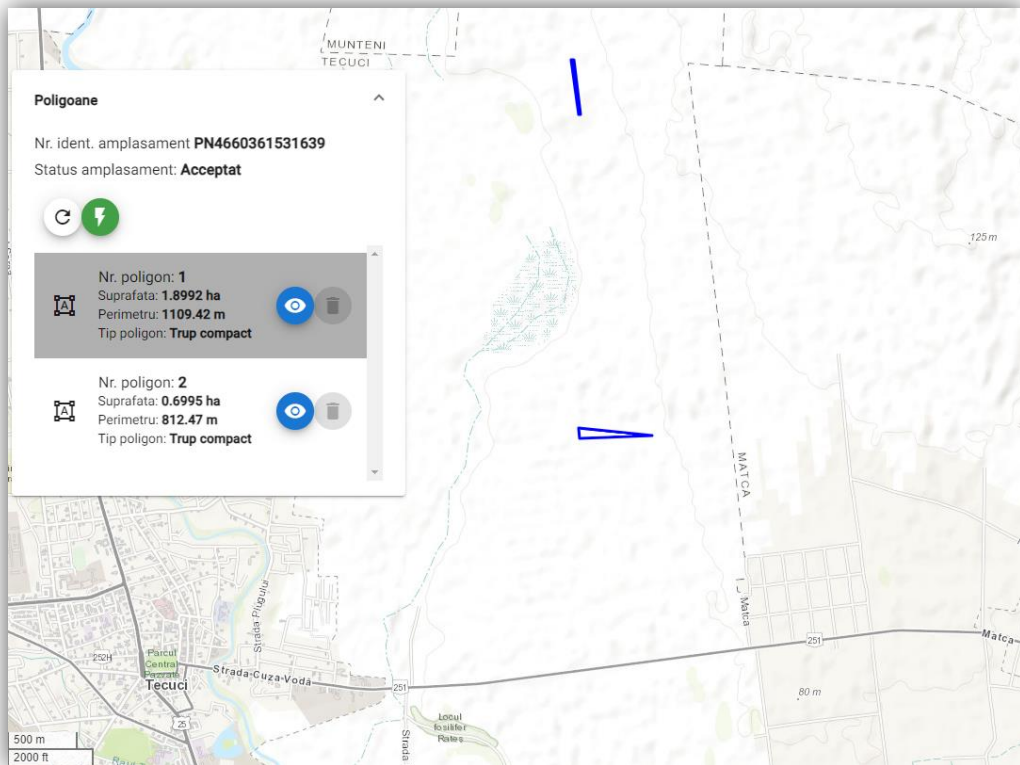 MUNTENI
TECUCI
Poligoane
Nr. ident. amplasament PN4660361531639
Status amplasament: Acceptat
Nr. poligon: 1
Suprafata: 1.8992 ha
Perimetru: 1109.42 m
Tip poligon: Trup compact
A
Nr. poligon: 2
Suprafata: 0.6995 ha
Perimetru: 812.47 m
Tip poligon: Trup compact
A
125 m
MATCA
Matca
251
Matca
Strada Plugului
252H
Parcul
Central
Tecuci
Strada Cuza Vodă
251
80 m
25
Locul
fosilifer
Rateș
Strada
500 m
2000 ft